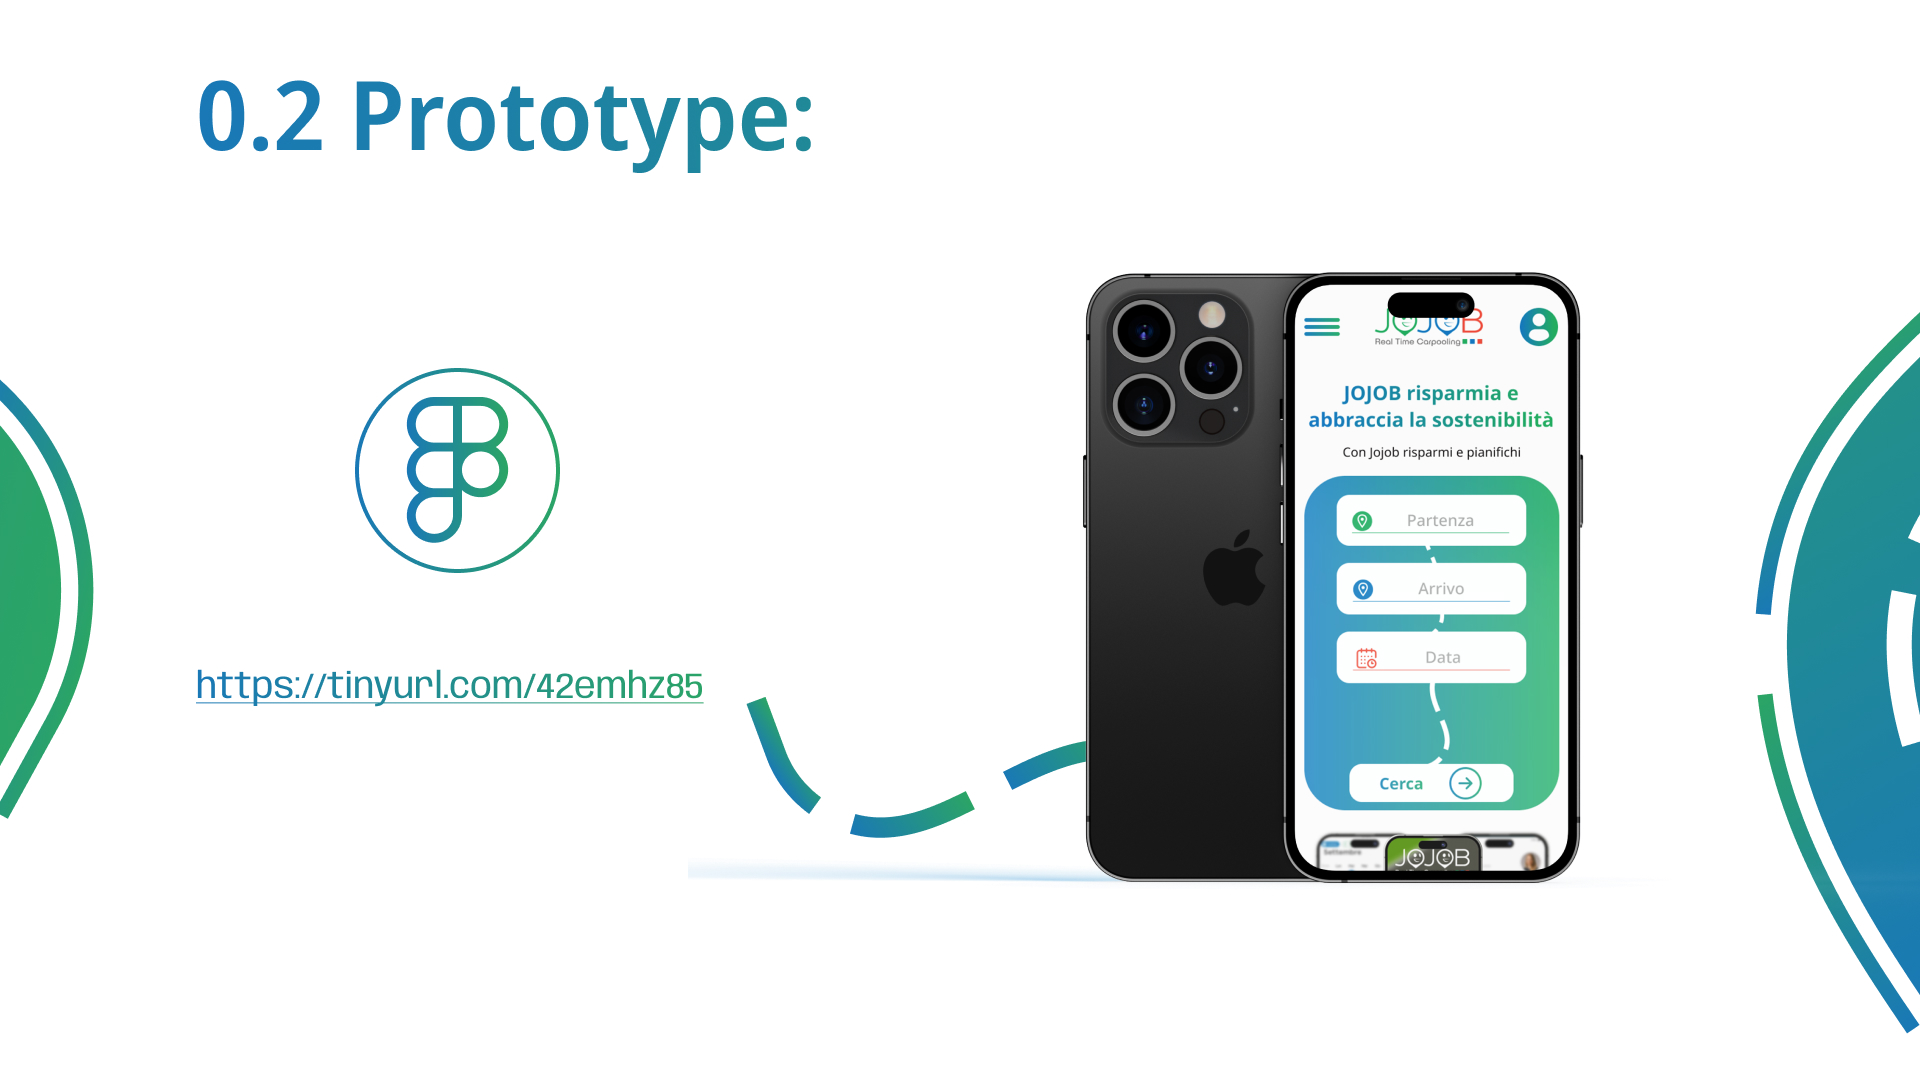 0.2 Prototype:
https://tinyurl.com/42emhz85
JOJOB
Real Time Carpooling
JOJOB risparmia e
abbraccia la sostenibilità
Con Jojob risparmi e pianifichi
Partenza
Arrivo
Data
Cerca
Settembre
JOJOB